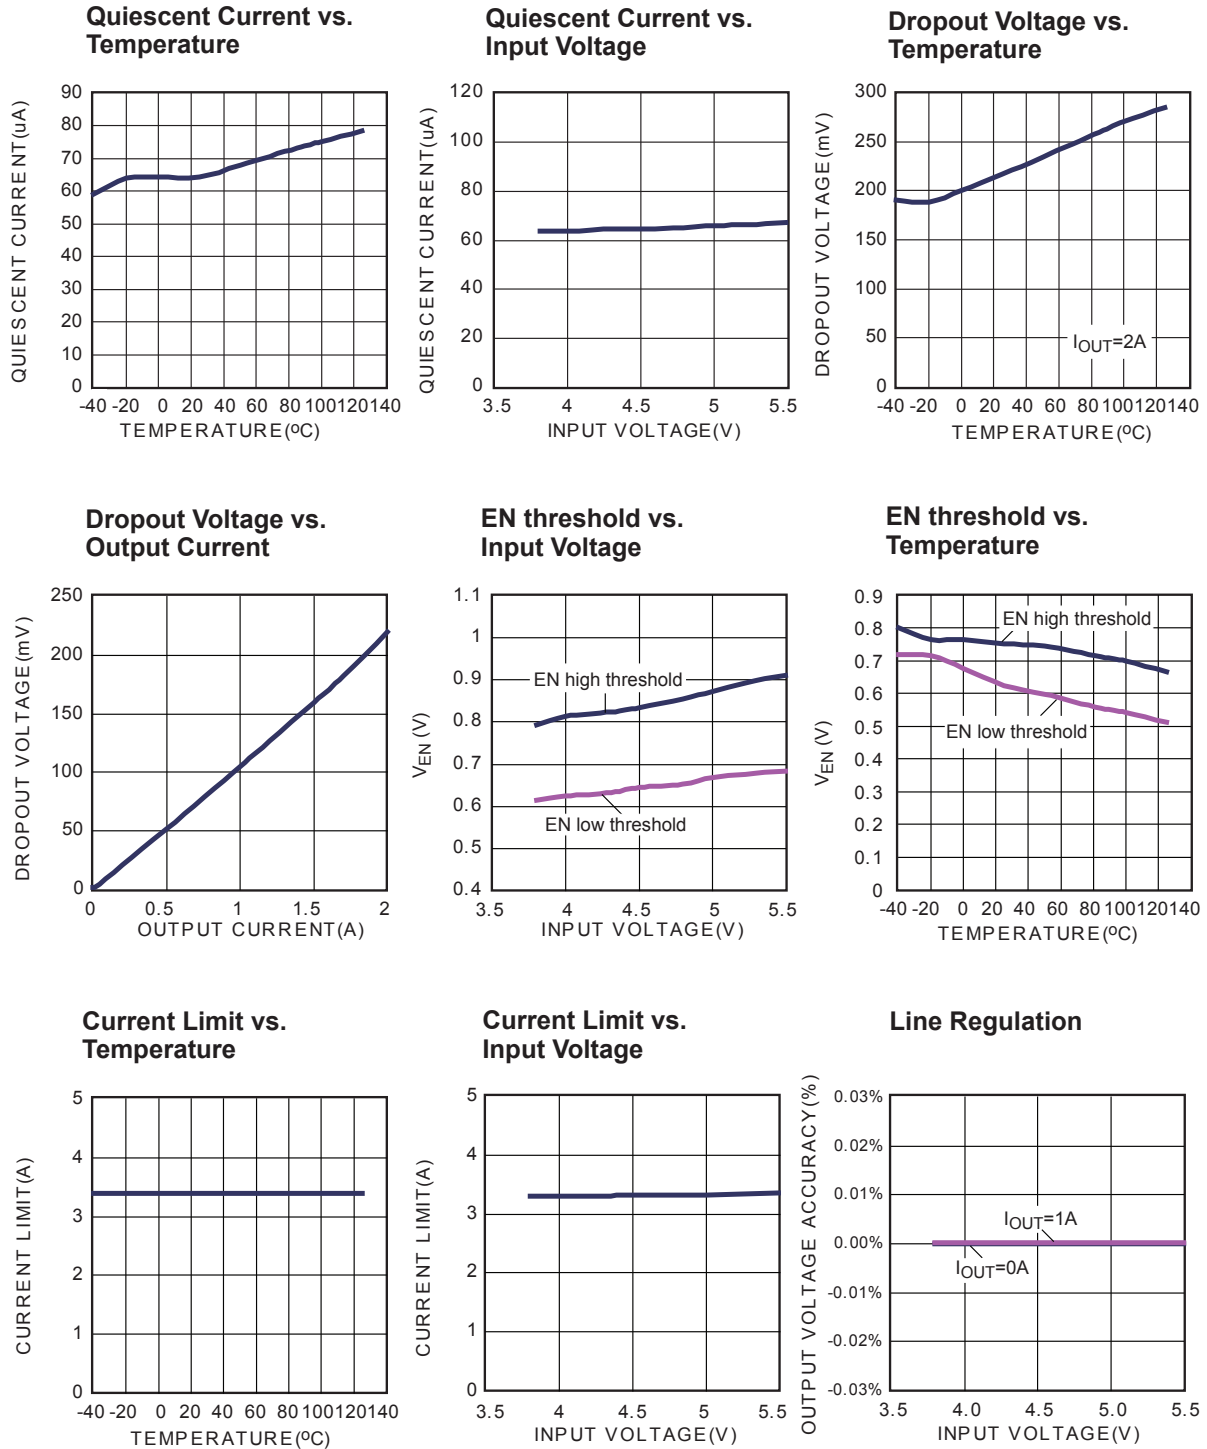 Quiescent Current vs.
Temperature
QUIESCENT CURRENT(uA)
90
80
70
60
50
40
30
20
10
0
-40 -20 0 20 40 60 80 100120140
TEMPERATURE(ºC)
Quiescent Current vs.
Input Voltage
QUIESCENT CURRENT(uA)
120
100
80
60
40
20
0
3.5 4 4.5 5 5.5
INPUT VOLTAGE(V)
Dropout Voltage vs.
Temperature
DROPOUT VOLTAGE(mV)
300
250
200
150
100
50
0
IOUT=2A
-40 -20 0 20 40 60 80 100120140
TEMPERATURE(ºC)
Dropout Voltage vs.
Output Current
DROPOUT VOLTAGE(mV)
250
200
150
100
50
0
0 0.5 1 1.5 2
OUTPUT CURRENT(A)
EN threshold vs.
Input Voltage
VEN (V)
1.1
1
0.9
0.8
0.7
0.6
0.5
0.4
EN high threshold
EN low threshold
3.5 4 4.5 5 5.5
INPUT VOLTAGE(V)
EN threshold vs.
Temperature
VEN (V)
0.9
0.8
0.7
0.6
0.5
0.4
0.3
0.2
0.1
0
EN high threshold
EN low threshold
-40 -20 0 20 40 60 80 100120140
TEMPERATURE(ºC)
Current Limit vs.
Temperature
CURRENT LIMIT(A)
5
4
3
2
1
0
-40 -20 0 20 40 60 80 100120140
TEMPERATURE(ºC)
Current Limit vs.
Input Voltage
CURRENT LIMIT(A)
5
4
3
2
1
0
3.5 4 4.5 5 5.5
INPUT VOLTAGE(V)
Line Regulation
OUTPUT VOLTAGE ACCURACY(%)
0.03%
0.02%
0.01%
0.00%
-0.01%
-0.02%
-0.03%
IOUT=1A
IOUT=0A
3.5 4.0 4.5 5.0 5.5
INPUT VOLTAGE(V)